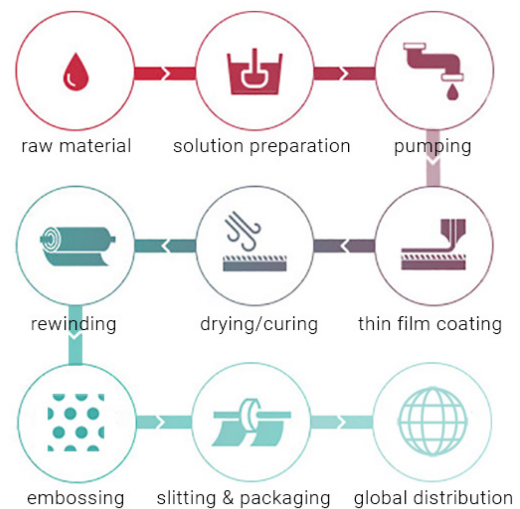 raw material
solution preparation
pumping
thin film coating
drying/curing
rewinding
embossing
slitting & packaging
global distribution